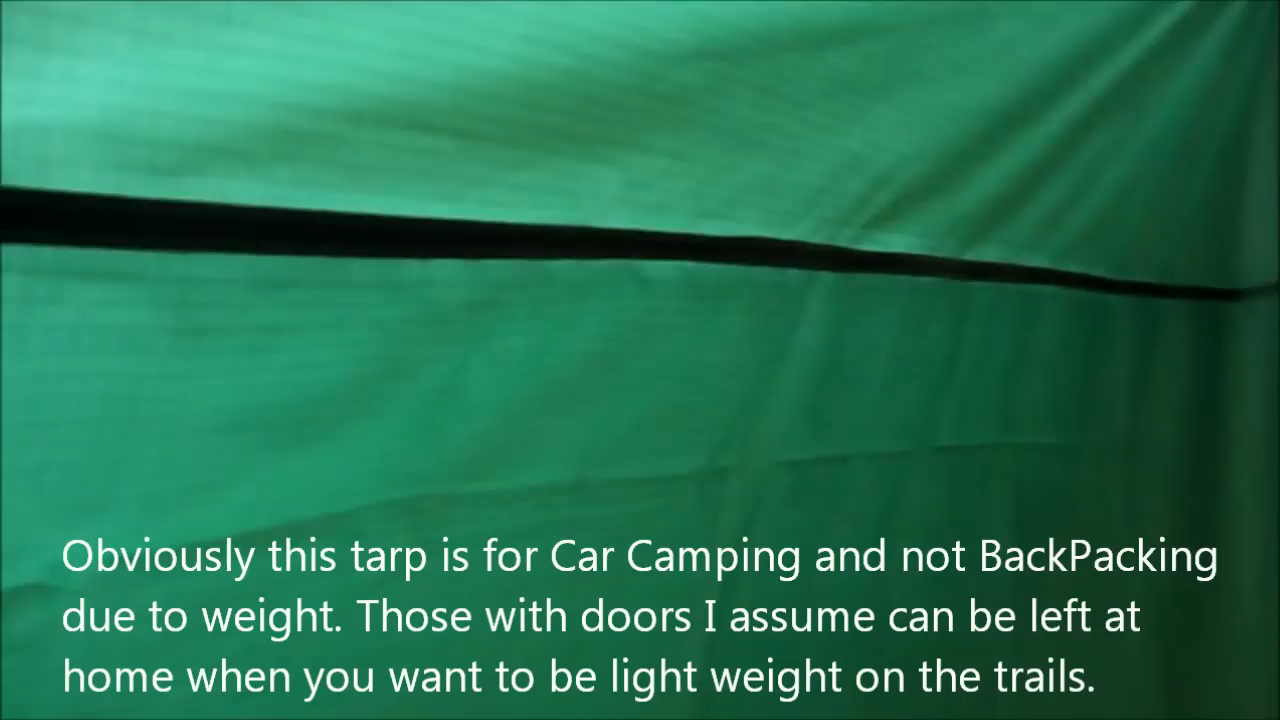 Obviously this tarp is for Car Camping and not BackPacking
due to weight. Those with doors I assume can be left at
home when you want to be light weight on the trails.